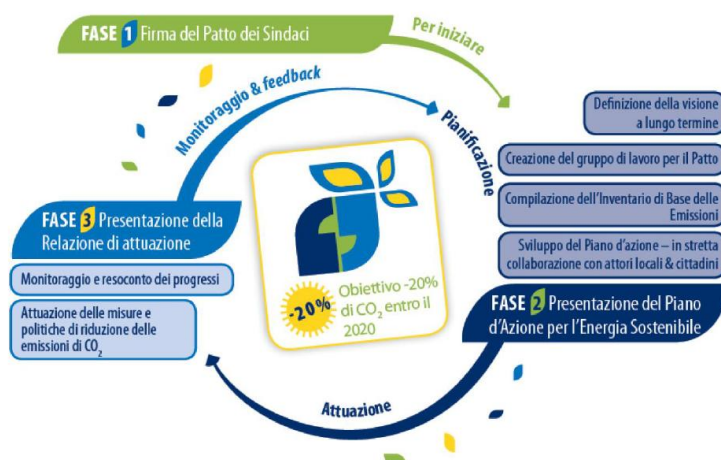 FASE 1 Firma del Patto dei Sindaci
Per iniziare
Monitoraggio & feedback
Pianificazione
Definizione della visione
a lungo termine
Creazione del gruppo di lavoro per il Patto
Compilazione dell'Inventario di Base delle
Emissioni
Sviluppo del Piano d'azione – in stretta
collaborazione con attori locali & cittadini
FASE 2 Presentazione del Piano
d'Azione per l'Energia Sostenibile
-20%
Obiettivo -20%
di CO₂ entro il
2020
FASE 3 Presentazione della
Relazione di attuazione
Monitoraggio e resoconto dei progressi
Attuazione delle misure e
politiche di riduzione delle
emissioni di CO₂
Attuazione